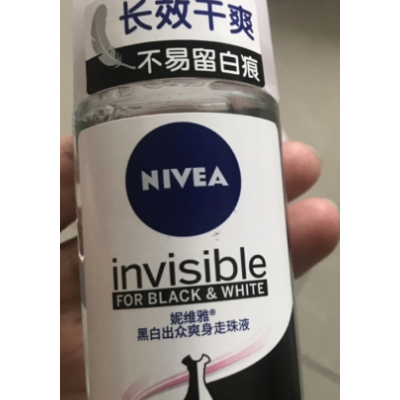 长效干爽
不易留白痕
NIVEA
invisible
FOR BLACK & WHITE
妮维雅®
黑白出众爽身走珠液